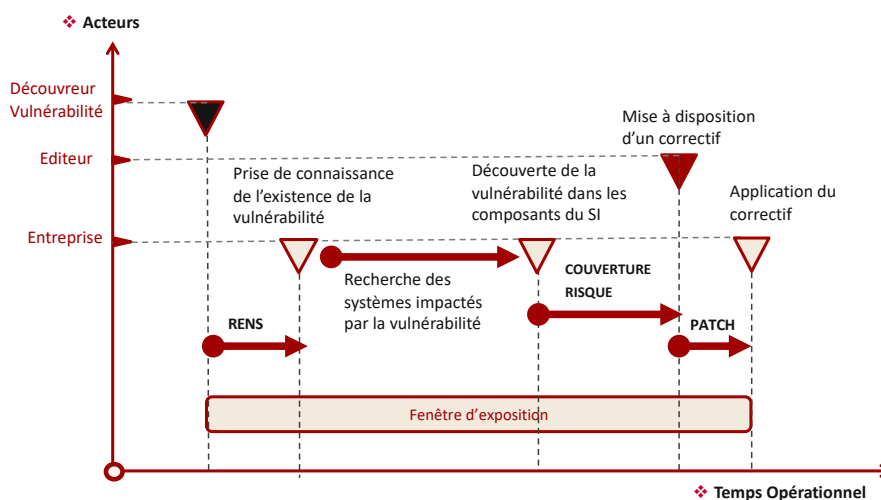 ❖ Acteurs
Découvreur
Vulnérabilité
Mise à disposition
d’un correctif
Editeur
Prise de connaissance
de l’existence de la
vulnérabilité
Découverte de la
vulnérabilité dans les
composants du SI
Application du
correctif
Entreprise
Recherche des
systèmes impactés
par la vulnérabilité
COUVERTURE
RISQUE
RENS
PATCH
Fenêtre d’exposition
❖ Temps Opérationnel